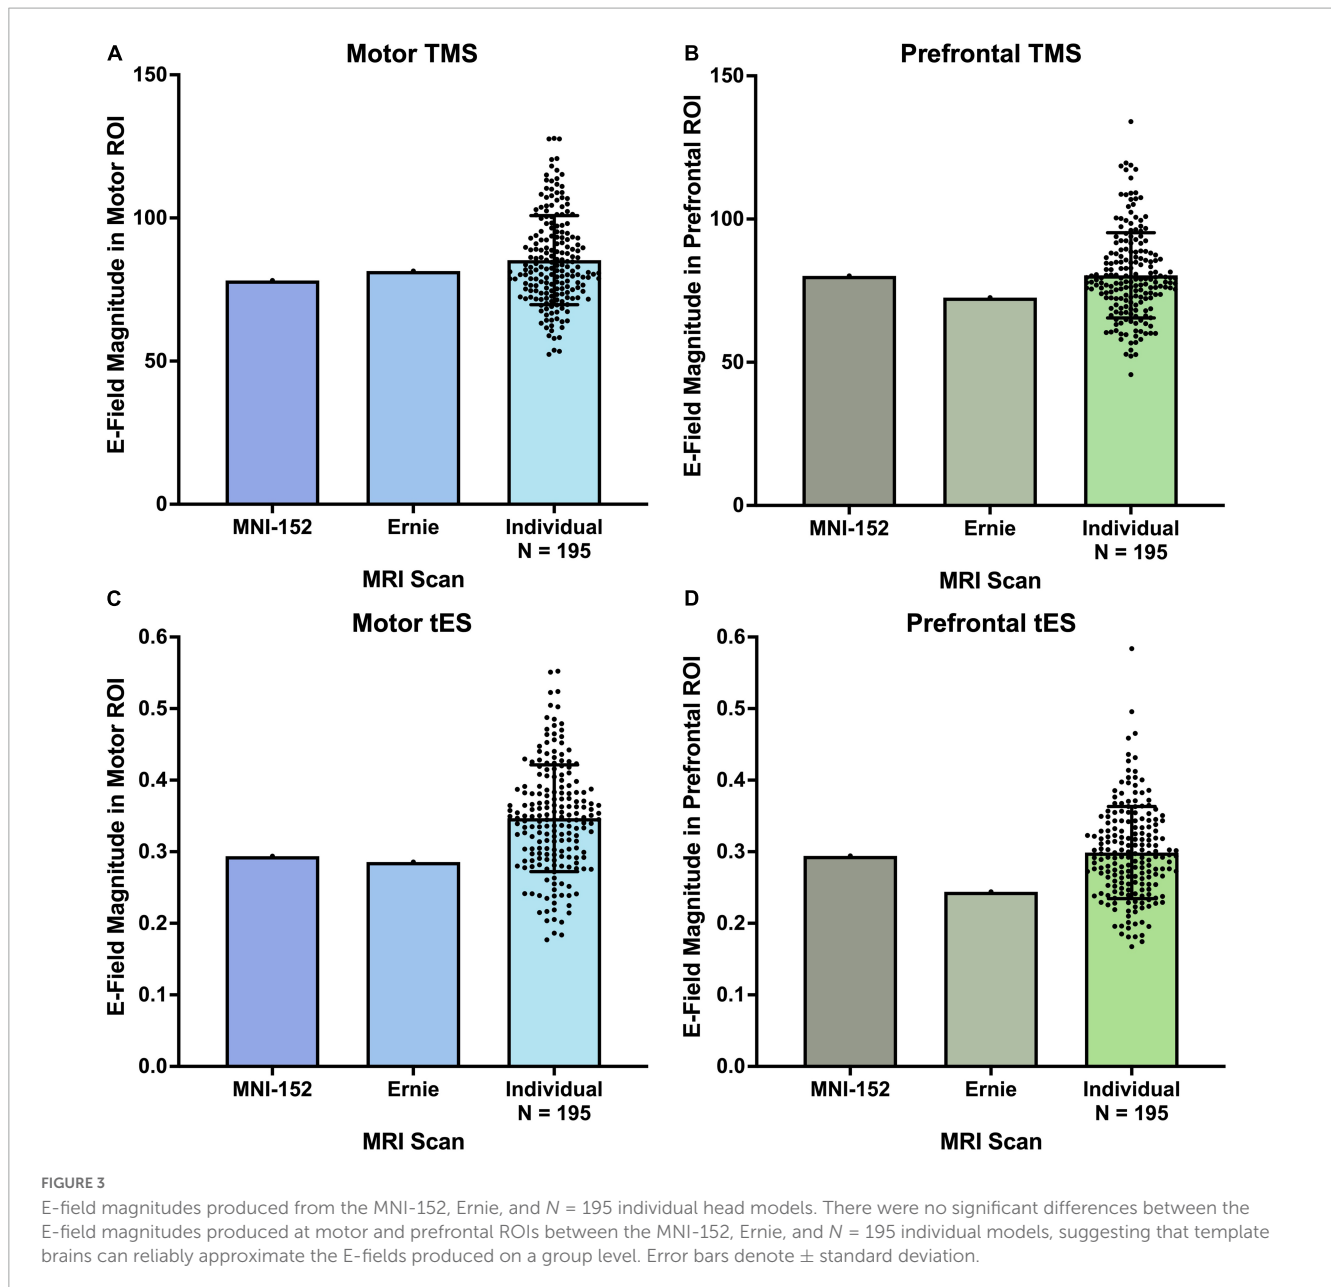 A
Motor TMS
E-Field Magnitude in Motor ROI
150
100
50
0
MNI-152
Ernie
Individual
N = 195
MRI Scan
B
Prefrontal TMS
E-Field Magnitude in Prefrontal ROI
150
100
50
0
MNI-152
Ernie
Individual
N = 195
MRI Scan
C
Motor tES
E-Field Magnitude in Motor ROI
0.6
0.5
0.4
0.3
0.2
0.1
0.0
MNI-152
Ernie
Individual
N = 195
MRI Scan
D
Prefrontal tES
E-Field Magnitude in Prefrontal ROI
0.6
0.5
0.4
0.3
0.2
0.1
0.0
MNI-152
Ernie
Individual
N = 195
MRI Scan
FIGURE 3
E-field magnitudes produced from the MNI-152, Ernie, and N = 195 individual head models. There were no significant differences between the
E-field magnitudes produced at motor and prefrontal ROIs between the MNI-152, Ernie, and N = 195 individual models, suggesting that template
brains can reliably approximate the E-fields produced on a group level. Error bars denote ± standard deviation.